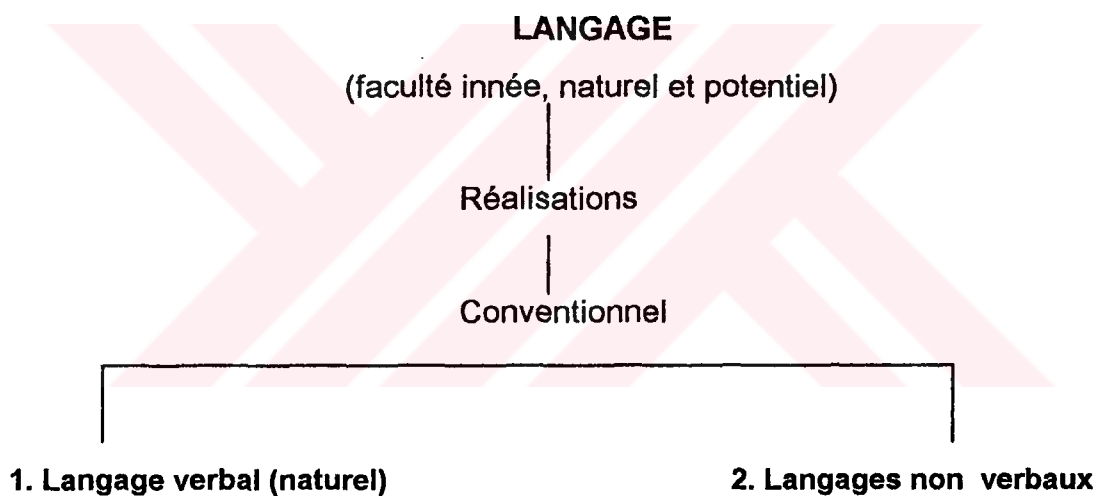 LANGAGE
(faculté innée, naturel et potentiel)
Réalisations
Conventionnel
1. Langage verbal (naturel)
2. Langages non verbaux